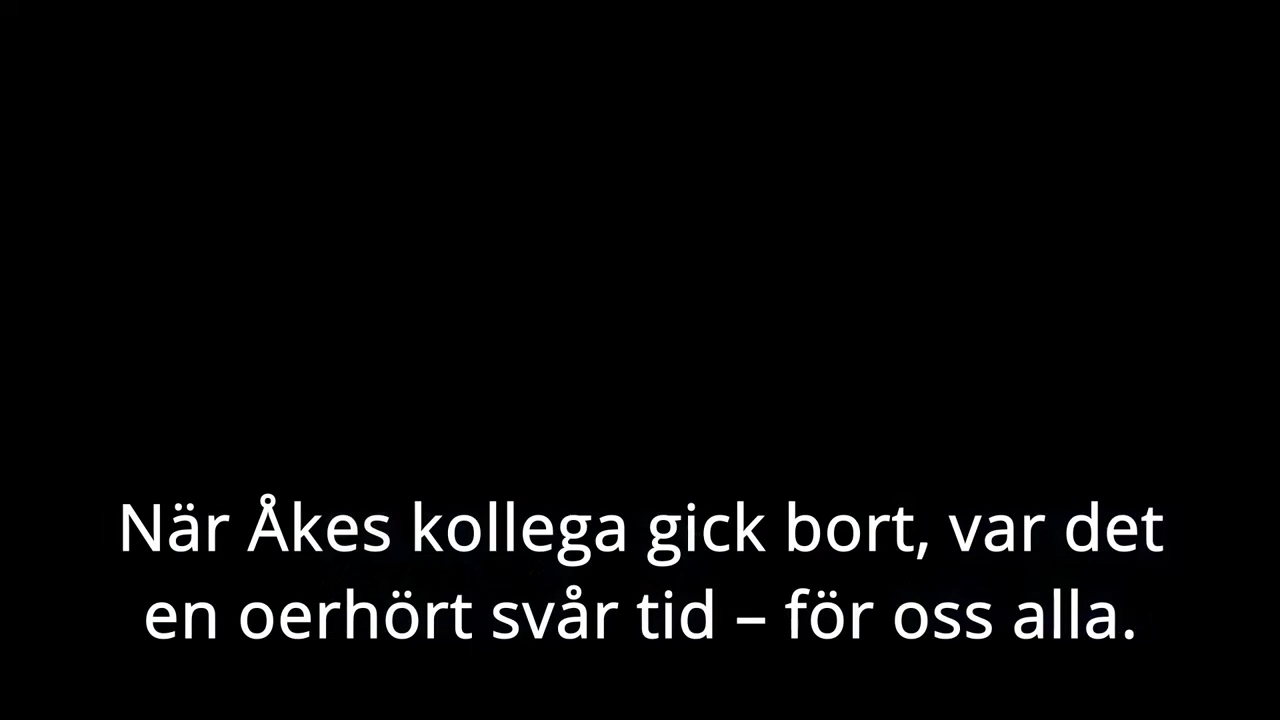 När Åkes kollega gick bort, var det
en oerhört svår tid – för oss alla.